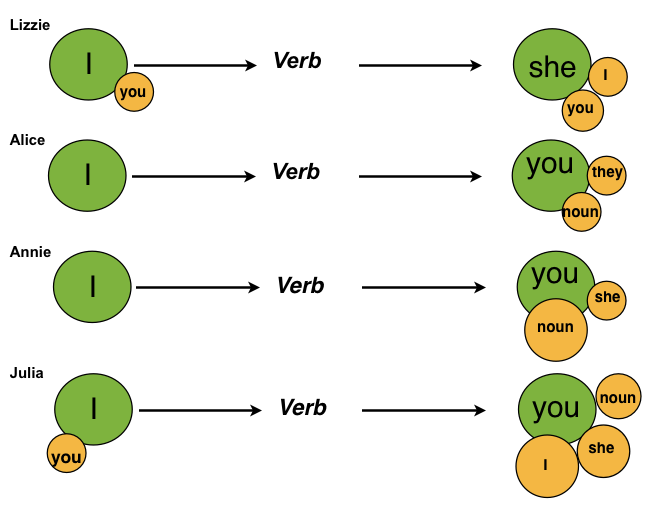 Lizzie
I you Verb she I you
Alice
I Verb you they noun
Annie
I Verb you she noun
Julia
I you Verb you noun she I